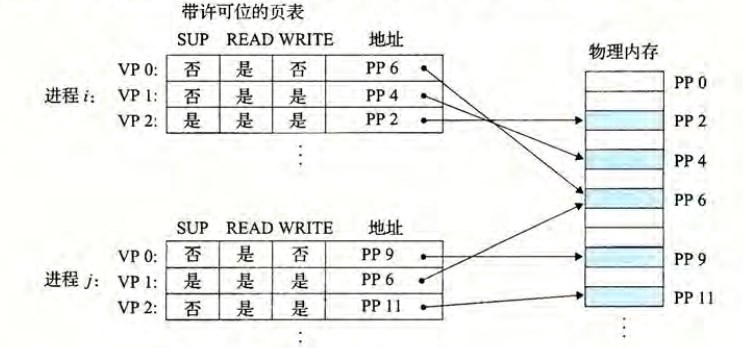 带许可位的页表
SUP READ WRITE 地址
VP 0: 否 是 否 PP 6
进程 i: VP 1: 否 是 是 PP 4
VP 2: 是 是 是 PP 2
⋮
SUP READ WRITE 地址
VP 0: 否 是 否 PP 9
进程 j: VP 1: 是 是 是 PP 6
VP 2: 否 是 是 PP 11
⋮
物理内存
PP 0
PP 2
PP 4
PP 6
PP 9
PP 11
⋮